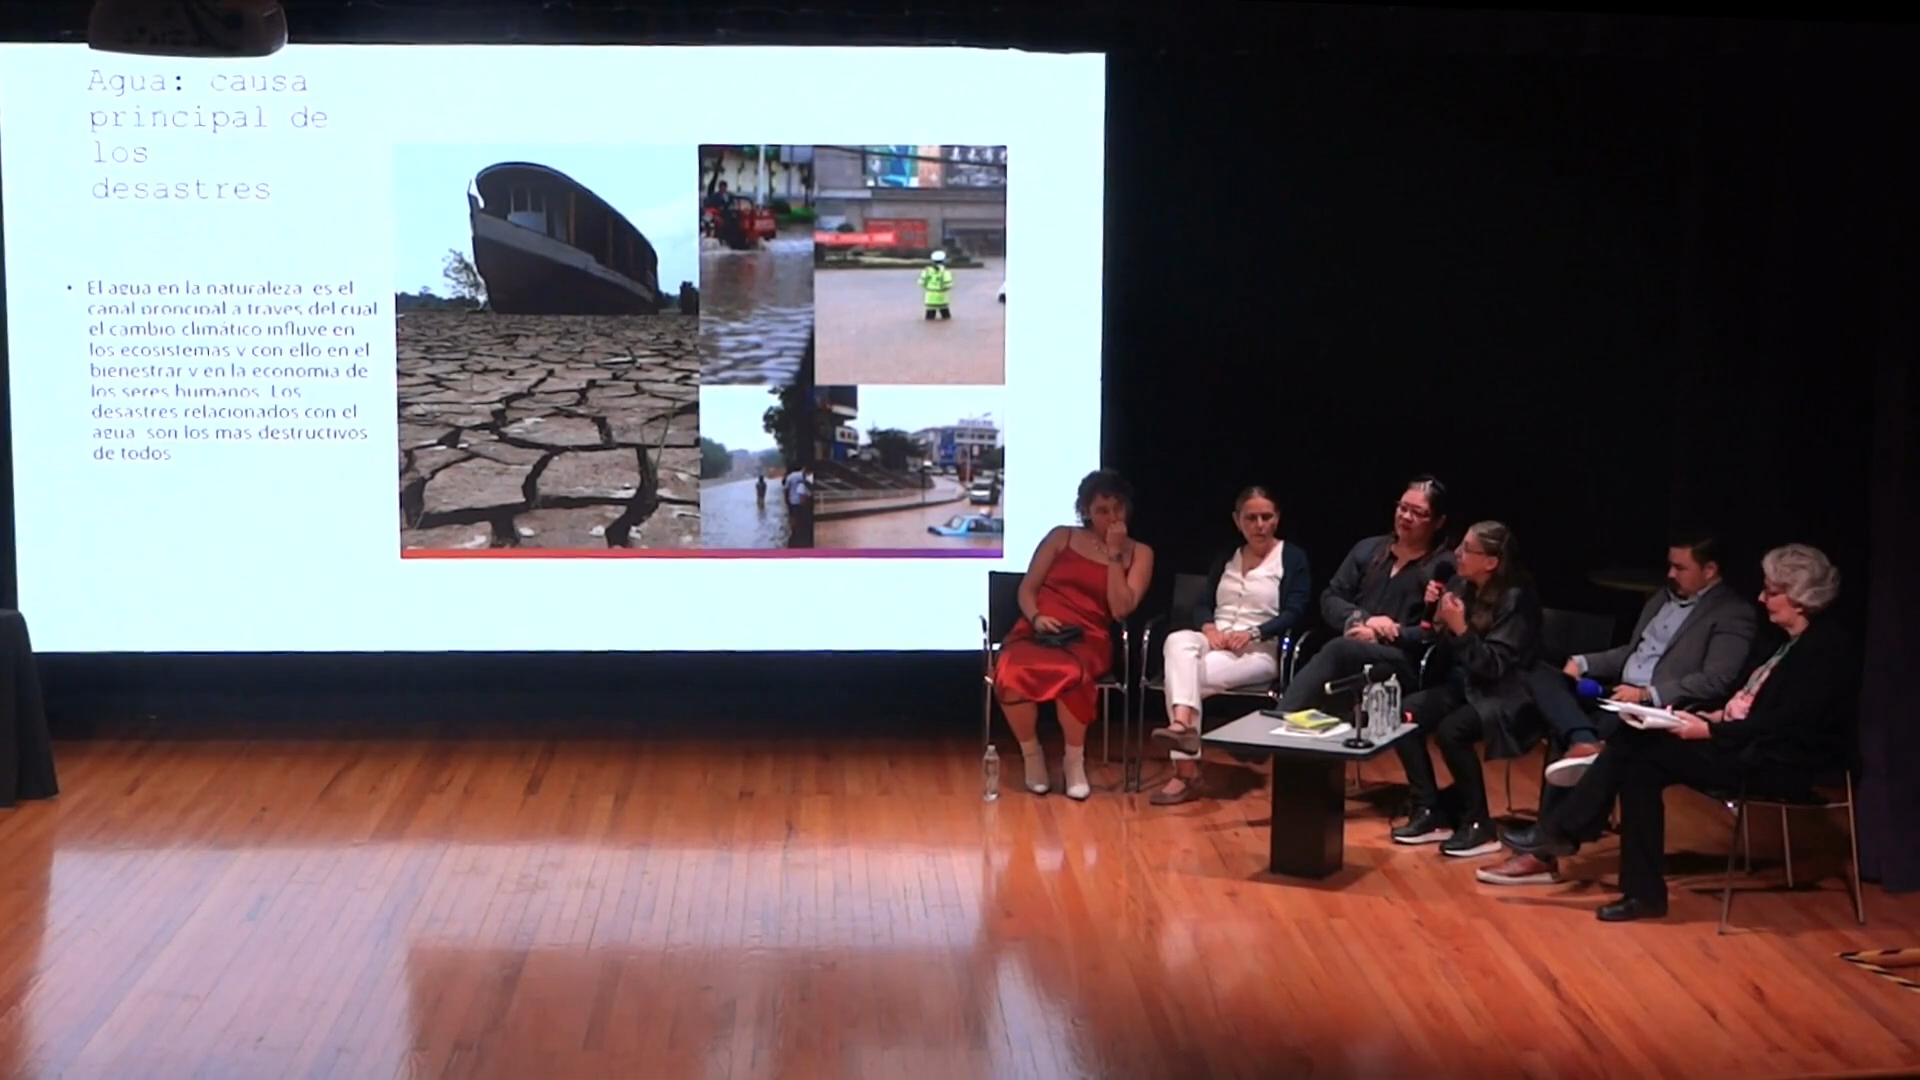 Agua: causa
principal de
los
desastres
• El agua en la naturaleza es el
canal proncipal a traves del cual
el cambio climático influye en
los ecosistemas y con ello en el
bienestrar y en la economia de
los seres humanos. Los
desastres relacionados con el
agua son los mas destructivos
de todos